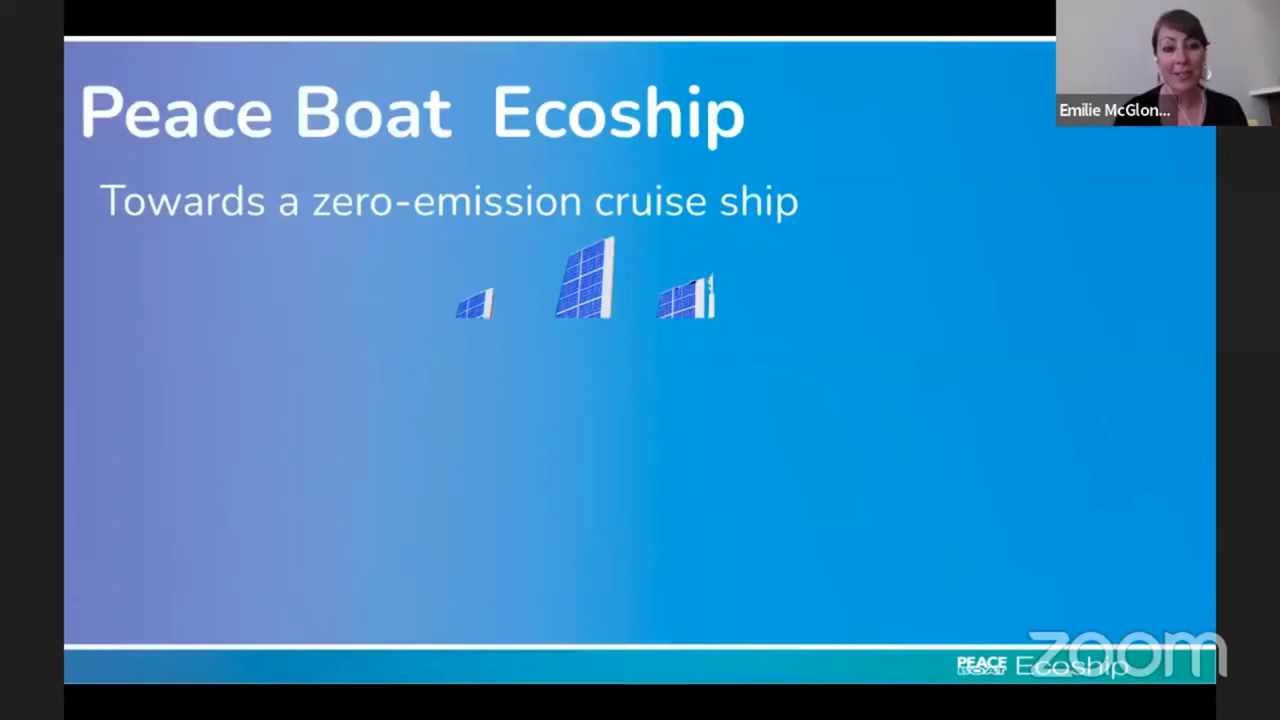 Peace Boat Ecoship
Towards a zero-emission cruise ship
Emilie McGlon...
PEACE BOAT Ecoship
zoom